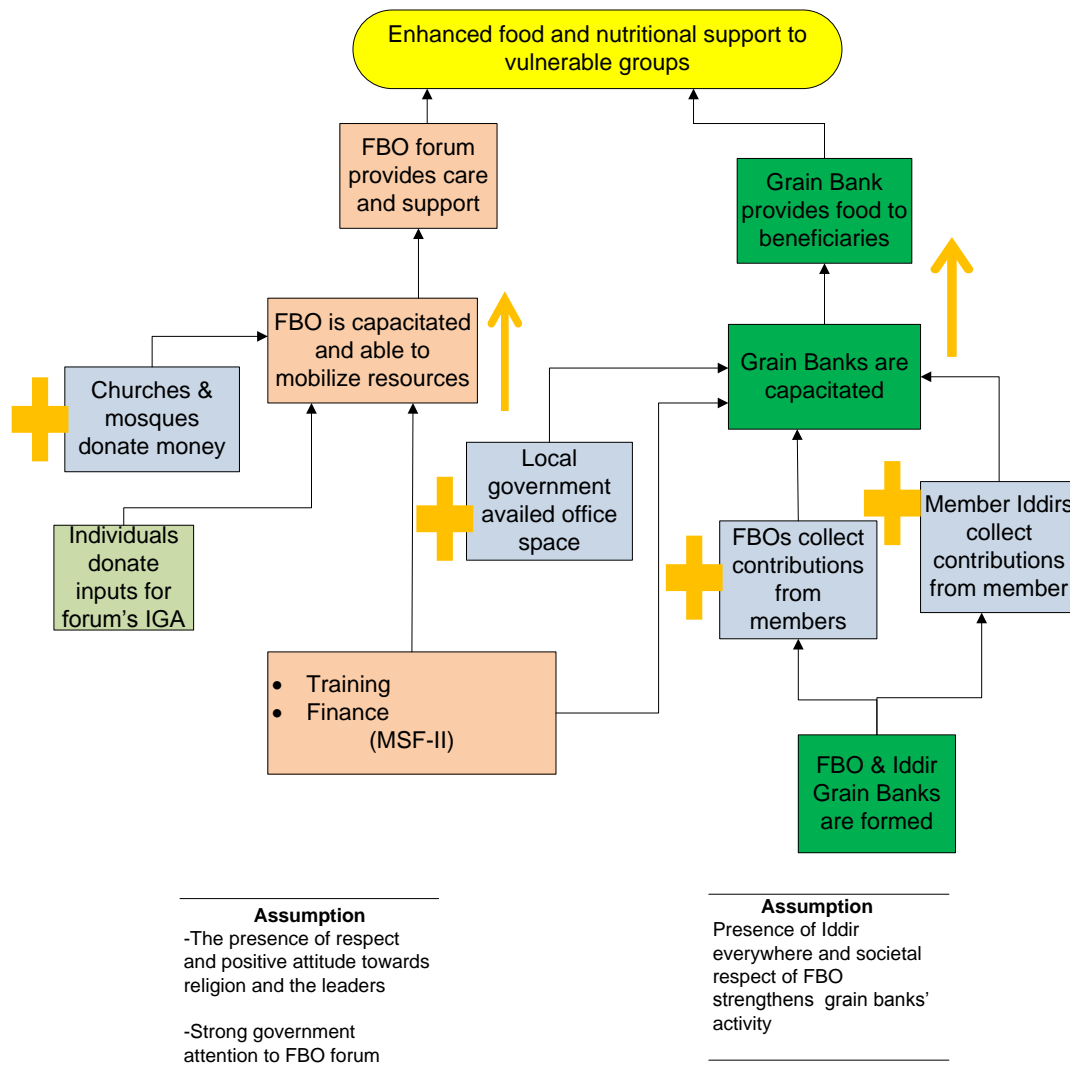 Enhanced food and nutritional support to
vulnerable groups
FBO forum
provides care
and support
Grain Bank
provides food to
beneficiaries
FBO is capacitated
and able to
mobilize resources
Grain Banks are
capacitated
Churches &
mosques
donate money
Local
government
availed office
space
Member Iddirs
collect
contributions
from member
FBOs collect
contributions
from
members
Individuals
donate
inputs for
forum's IGA
• Training
• Finance
(MSF-II)
FBO & Iddir
Grain Banks
are formed
Assumption
-The presence of respect
and positive attitude towards
religion and the leaders
-Strong government
attention to FBO forum
Assumption
Presence of Iddir
everywhere and societal
respect of FBO
strengthens grain banks'
activity